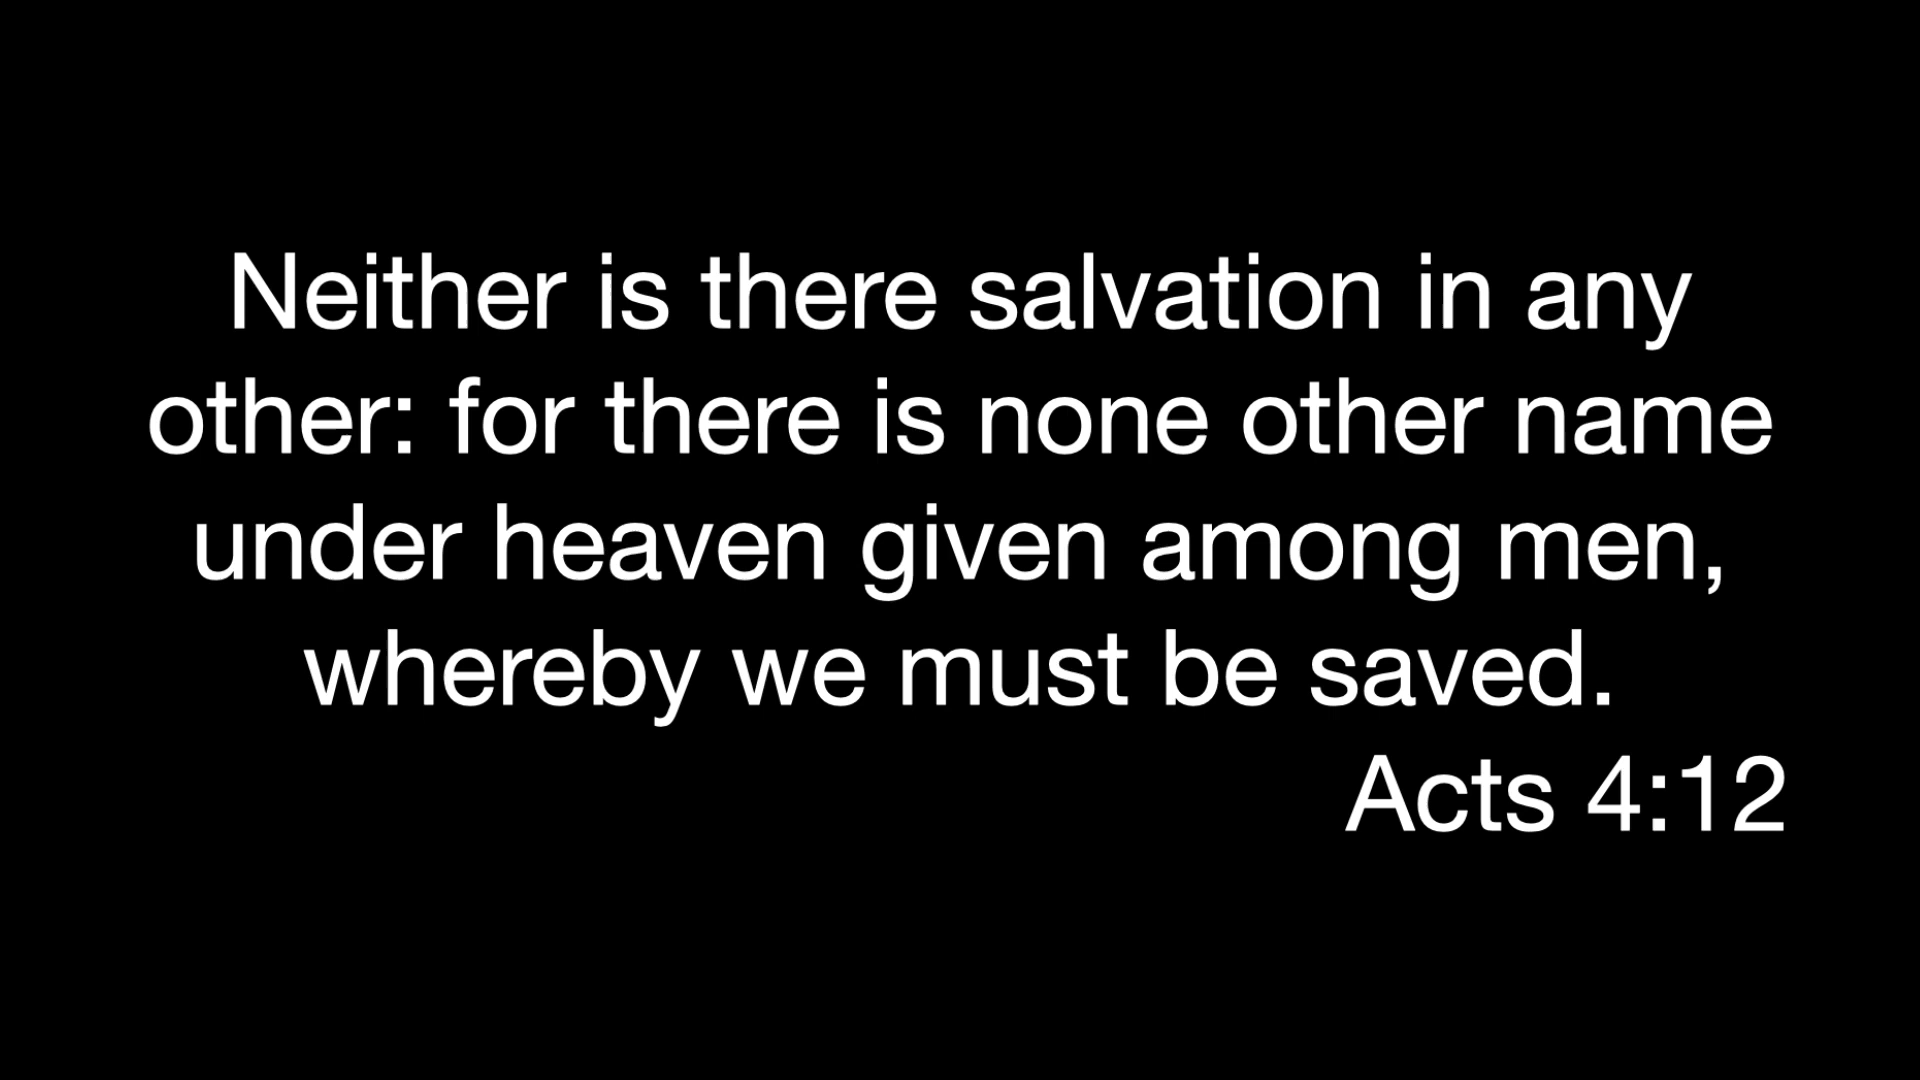 Neither is there salvation in any
other: for there is none other name
under heaven given among men,
whereby we must be saved.
Acts 4:12